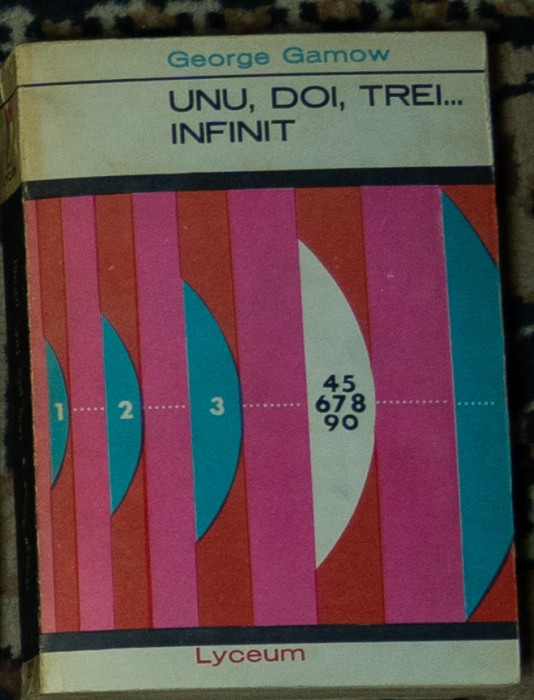 George Gamow
UNU, DOI, TREI...
INFINIT
1 2 3
45
678
90
Lyceum